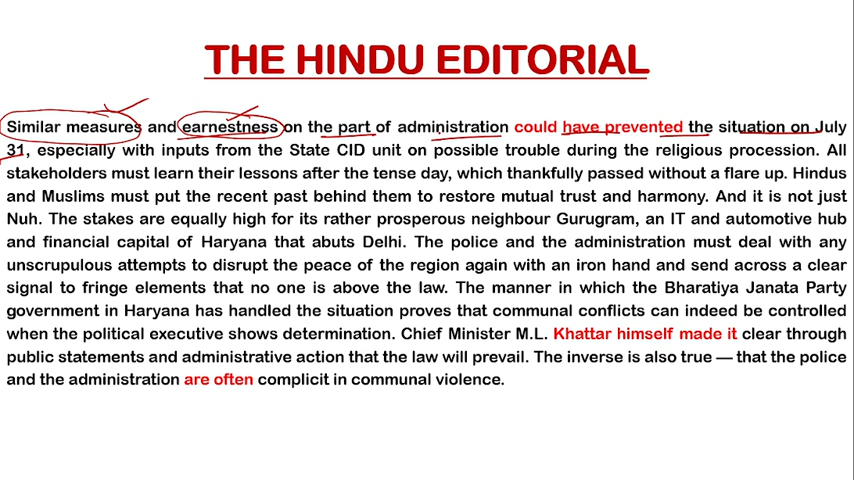 THE HINDU EDITORIAL
Similar measures and earnestness on the part of administration could have prevented the situation on July
31, especially with inputs from the State CID unit on possible trouble during the religious procession. All
stakeholders must learn their lessons after the tense day, which thankfully passed without a flare up. Hindus
and Muslims must put the recent past behind them to restore mutual trust and harmony. And it is not just
Nuh. The stakes are equally high for its rather prosperous neighbour Gurugram, an IT and automotive hub
and financial capital of Haryana that abuts Delhi. The police and the administration must deal with any
unscrupulous attempts to disrupt the peace of the region again with an iron hand and send across a clear
signal to fringe elements that no one is above the law. The manner in which the Bharatiya Janata Party
government in Haryana has handled the situation proves that communal conflicts can indeed be controlled
when the political executive shows determination. Chief Minister M.L. Khattar himself made it clear through
public statements and administrative action that the law will prevail. The inverse is also true — that the police
and the administration are often complicit in communal violence.